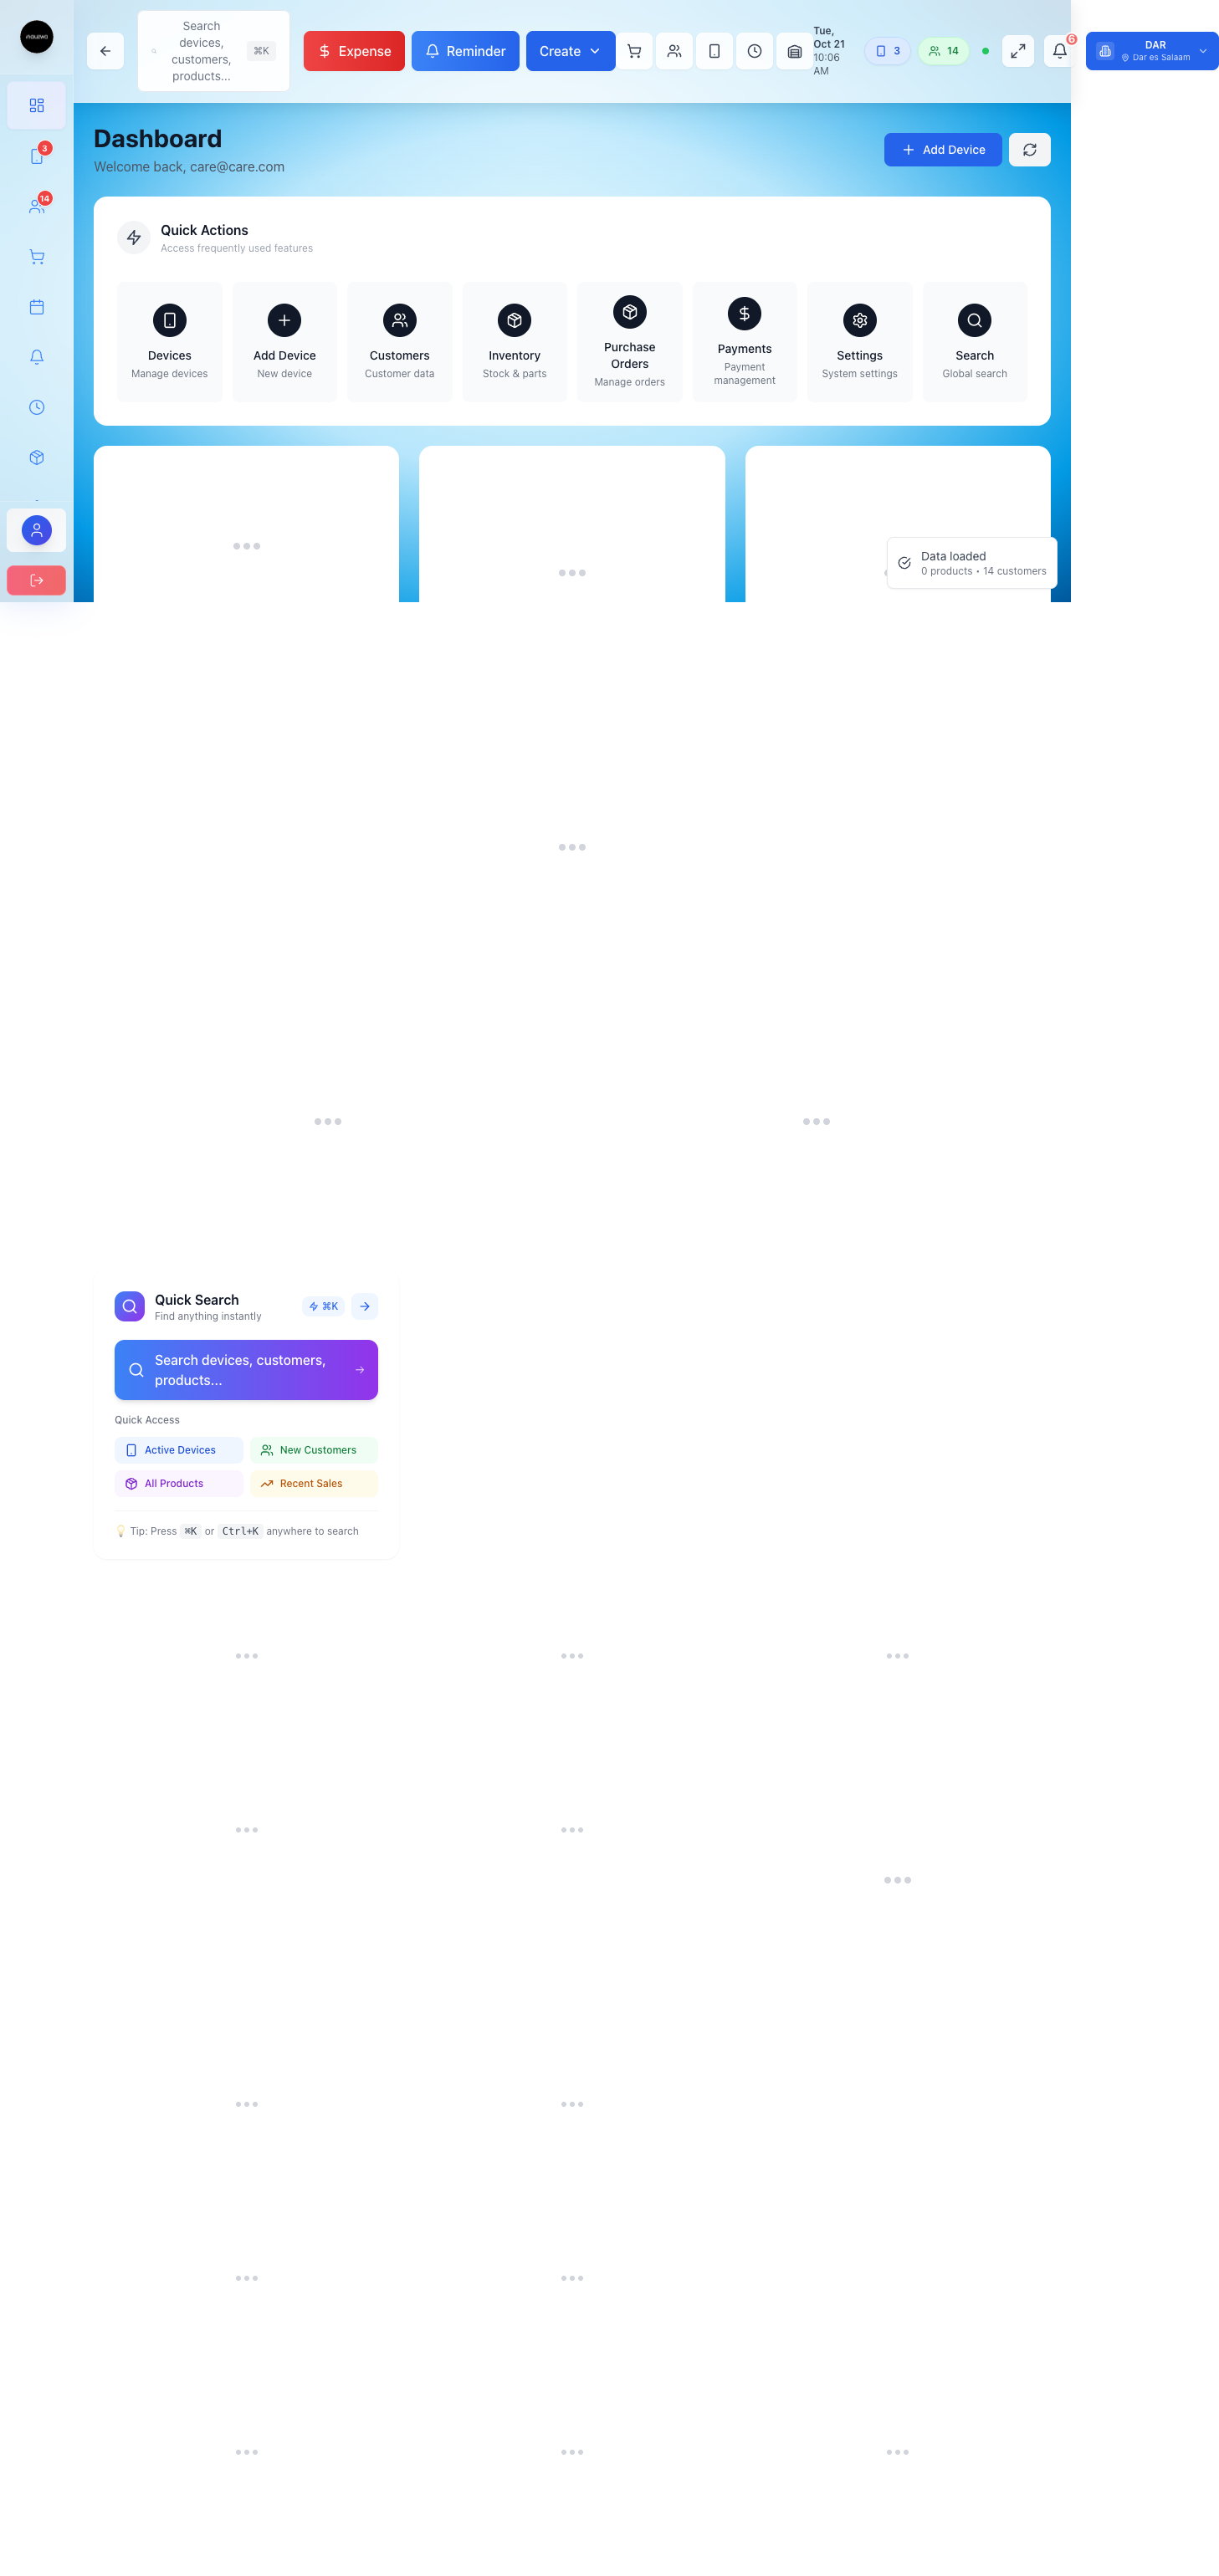 Search
devices,
customers,
products...
⌘K
Expense
Reminder
Create
Tue,
Oct 21
10:06
AM
3
14
6
DAR
Dar es Salaam
3
14
Dashboard
Welcome back, care@care.com
Add Device
Quick Actions
Access frequently used features
Devices
Manage devices
Add Device
New device
Customers
Customer data
Inventory
Stock & parts
Purchase
Orders
Manage orders
Payments
Payment
management
Settings
System settings
Search
Global search
Data loaded
0 products • 14 customers
Quick Search
Find anything instantly
⌘K
Search devices, customers,
products...
Quick Access
Active Devices
New Customers
All Products
Recent Sales
💡 Tip: Press ⌘K or Ctrl+K anywhere to search